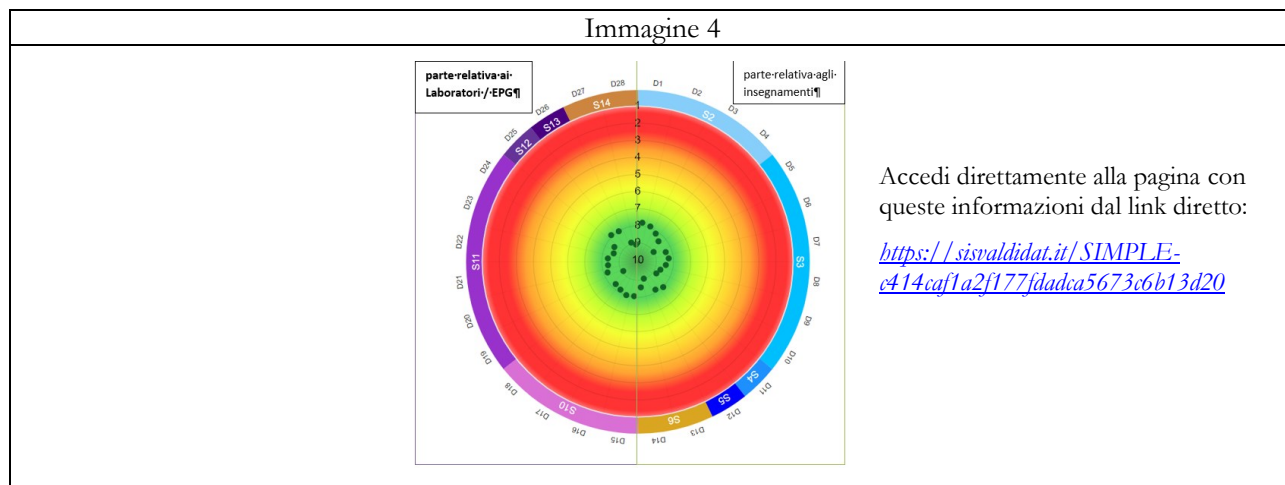 Immagine 4
parte·relativa·ai·
Laboratori·/·EPG¶
parte·relativa·agli·
insegnamenti¶
D1
D2
D3
D4
D5
D6
D7
D8
D9
D10
D11
D12
D13
D14
D15
D16
D17
D18
D19
D20
D21
D22
D23
D24
D25
D26
D27
D28
S2
S3
S4
S5
S6
S10
S11
S12
S13
S14
1
2
3
4
5
6
7
8
9
10
Accedi direttamente alla pagina con
queste informazioni dal link diretto:
https://sisvaldidat.it/SIMPLE-
c414caf1a2f177fdadca5673c6b13d20